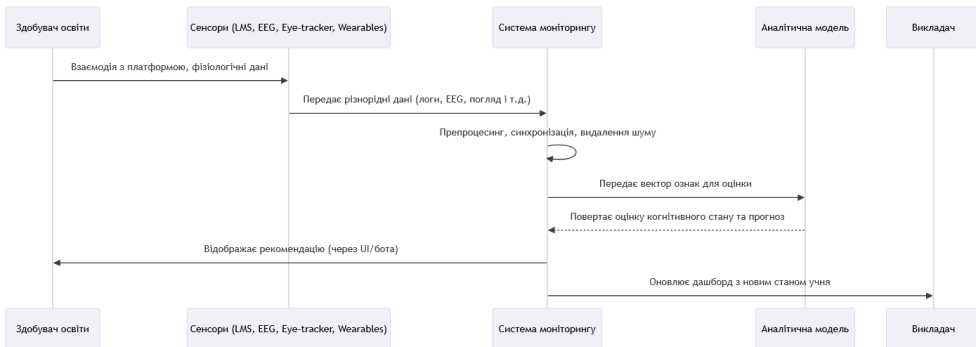 Здобувач освіти
Сенсори (LMS, EEG, Eye-tracker, Wearables)
Система моніторингу
Аналітична модель
Викладач
Взаємодія з платформою, фізіологічні дані
Передає різнорідні дані (логи, EEG, погляд і т.д.)
Препроцесинг, синхронізація, видалення шуму
Передає вектор ознак для оцінки
Повертає оцінку когнітивного стану та прогноз
Відображає рекомендацію (через UI/бота)
Оновлює дашборд з новим станом учня
Здобувач освіти
Сенсори (LMS, EEG, Eye-tracker, Wearables)
Система моніторингу
Аналітична модель
Викладач